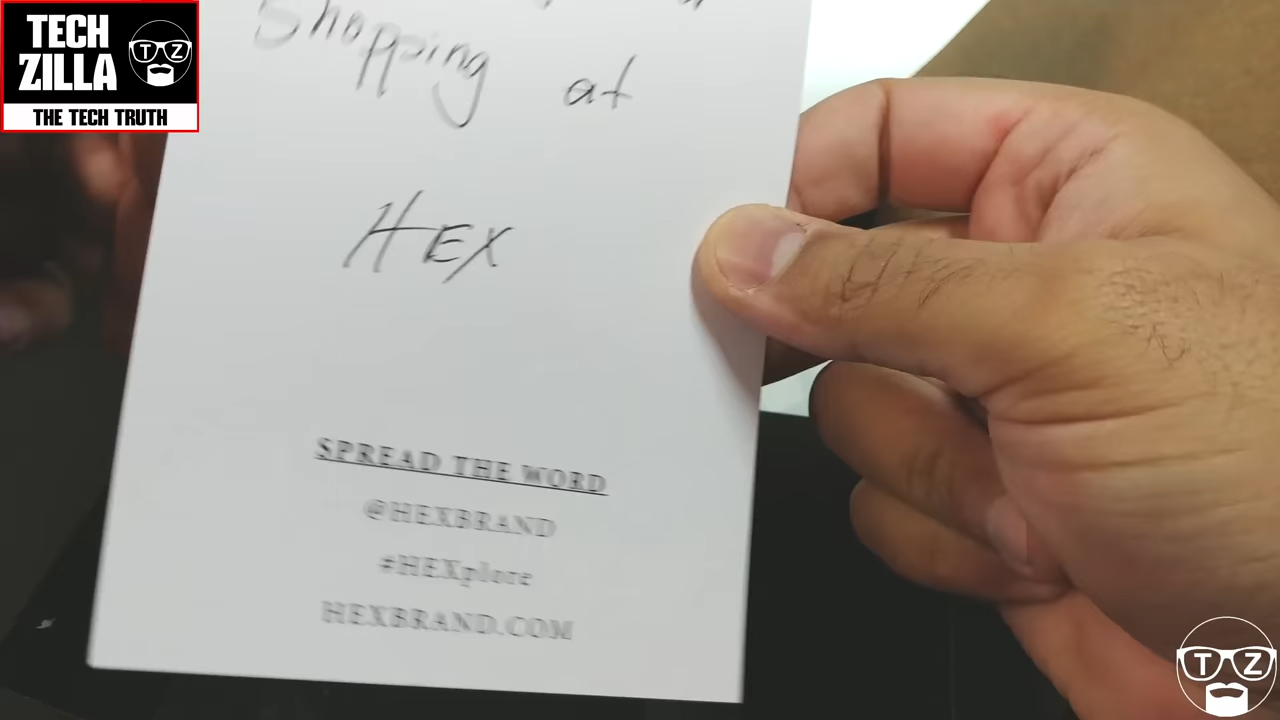 TECH
ZILLA
T Z
THE TECH TRUTH
Shopping at
HEX
SPREAD THE WORD
@HEXBRAND
#HEXplore
HEXBRAND.COM
T Z